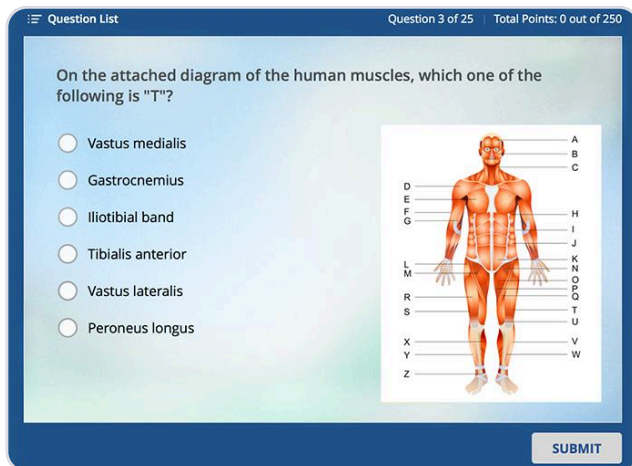 Question List
Question 3 of 25 | Total Points: 0 out of 250
On the attached diagram of the human muscles, which one of the
following is "T"?
Vastus medialis
Gastrocnemius
Iliotibial band
Tibialis anterior
Vastus lateralis
Peroneus longus
A
B
C
D
E
F
G
H
I
J
K
L
M
N
O
P
Q
R
S
T
U
V
W
X
Y
Z
SUBMIT